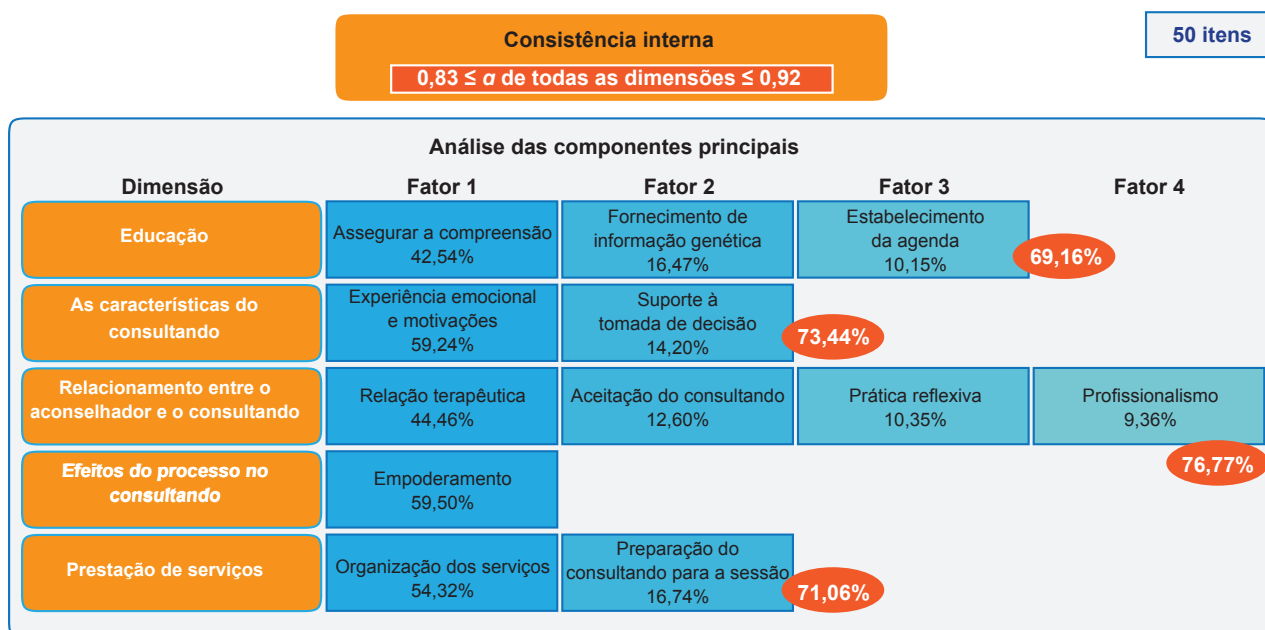 Consistência interna
0,83 ≤ α de todas as dimensões ≤ 0,92
50 itens
Análise das componentes principais
Dimensão
Fator 1
Fator 2
Fator 3
Fator 4
Educação
Assegurar a compreensão
42,54%
Fornecimento de
informação genética
16,47%
Estabelecimento
da agenda
10,15%
69,16%
As características do
consultando
Experiência emocional
e motivações
59,24%
Suporte à
tomada de decisão
14,20%
73,44%
Relacionamento entre o
aconselhador e o consultando
Relação terapêutica
44,46%
Aceitação do consultando
12,60%
Prática reflexiva
10,35%
Profissionalismo
9,36%
76,77%
Efeitos do processo no
consultando
Empoderamento
59,50%
Prestação de serviços
Organização dos serviços
54,32%
Preparação do
consultando para a sessão
16,74%
71,06%